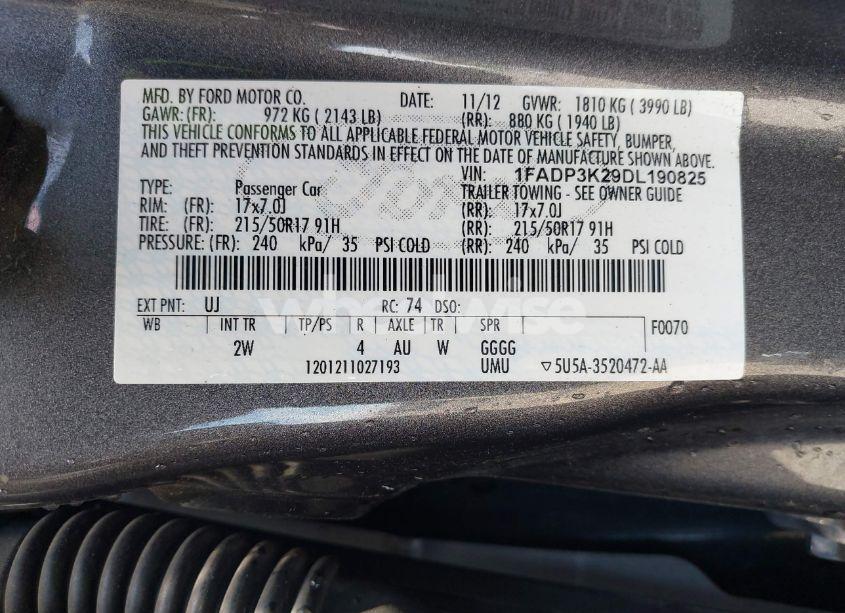 MFD. BY FORD MOTOR CO. DATE: 11/12 GVWR: 1810 KG ( 3990 LB)
GAWR: (FR): 972 KG ( 2143 LB) (RR): 880 KG ( 1940 LB)
THIS VEHICLE CONFORMS TO ALL APPLICABLE FEDERAL MOTOR VEHICLE SAFETY, BUMPER,
AND THEFT PREVENTION STANDARDS IN EFFECT ON THE DATE OF MANUFACTURE SHOWN ABOVE.
VIN: 1FADP3K29DL190825
TYPE: Passenger Car TRAILER TOWING - SEE OWNER GUIDE
RIM: (FR): 17x7.0J (RR): 17x7.0J
TIRE: (FR): 215/50R17 91H (RR): 215/50R17 91H
PRESSURE: (FR): 240 kPa/ 35 PSI COLD (RR): 240 kPa/ 35 PSI COLD
wheelwise
EXT PNT: UJ RC: 74 DSO:
WB INT TR TP/PS R AXLE TR SPR F0070
2W 4 AU W GGGG
1201211027193 UMU ▽5U5A-3520472-AA